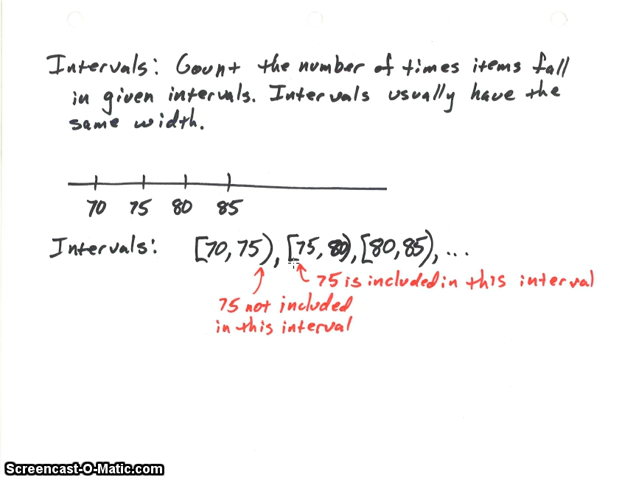 Intervals: Count the number of times items fall
in given intervals. Intervals usually have the
same width.
70 75 80 85
Intervals: [70,75), [75,80), [80,85), ...
75 is included in this interval
75 not included
in this interval
Screencast-O-Matic.com